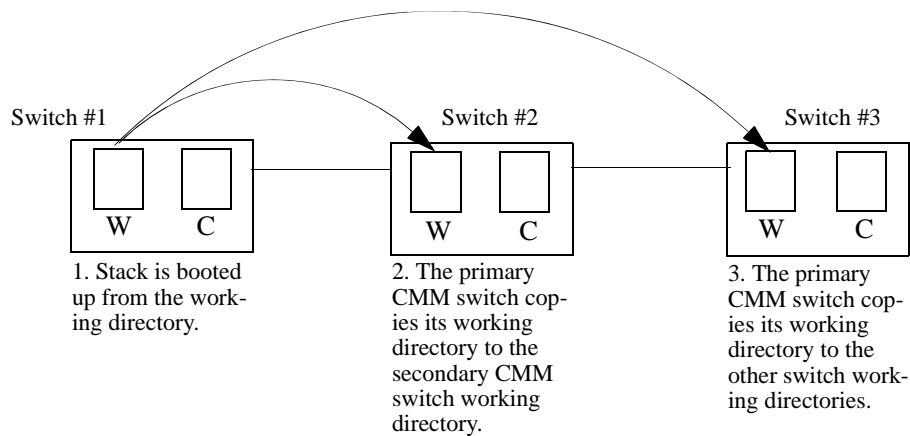 Switch #1
Switch #2
Switch #3
W
C
W
C
W
C
1. Stack is booted
up from the work-
ing directory.
2. The primary
CMM switch cop-
ies its working
directory to the
secondary CMM
switch working
directory.
3. The primary
CMM switch cop-
ies its working
directory to the
other switch work-
ing directories.